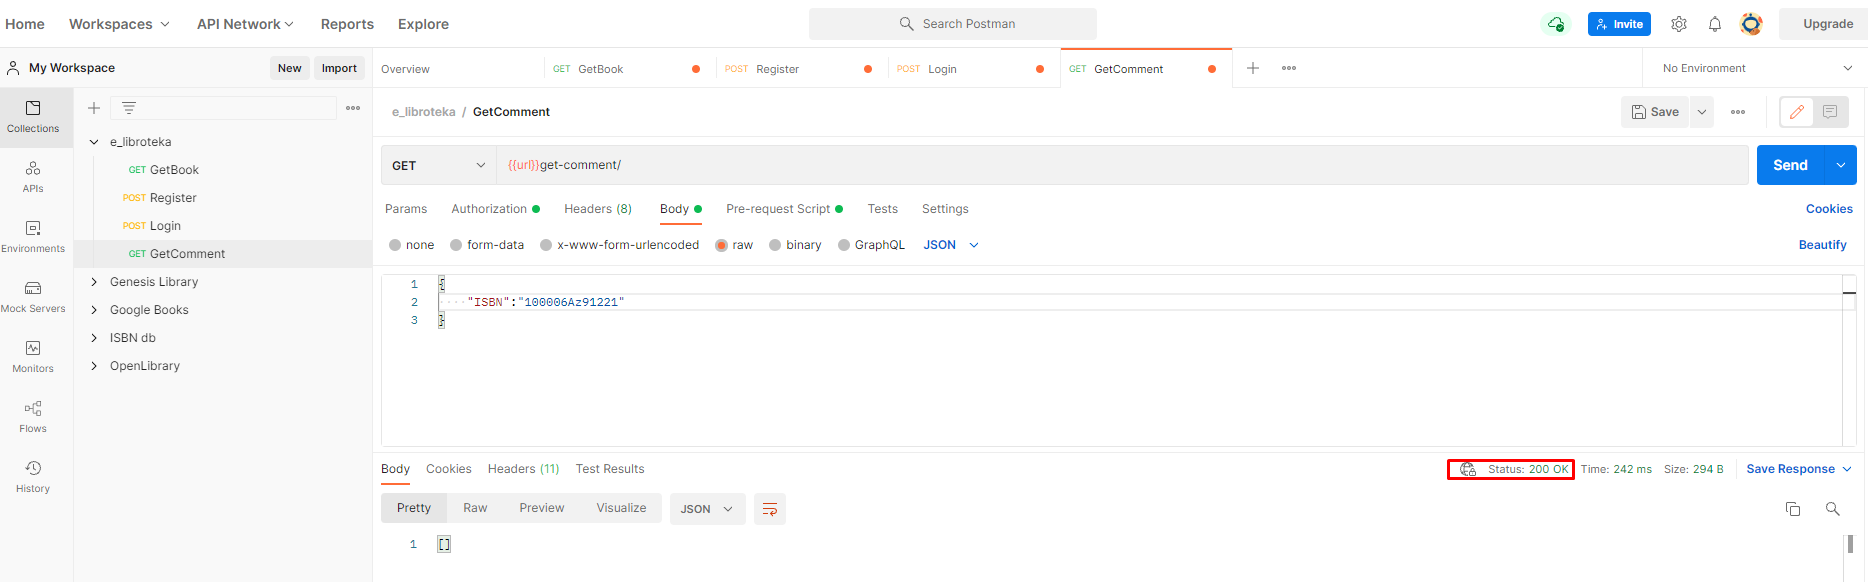 Home Workspaces API Network Reports Explore Search Postman Invite Upgrade
My Workspace New Import Overview GET GetBook POST Register POST Login GET GetComment No Environment
Collections
APIs
Environments
Mock Servers
Monitors
Flows
History
e_libroteka
GET GetBook
POST Register
POST Login
GET GetComment
Genesis Library
Google Books
ISBN db
OpenLibrary
e_libroteka / GetComment Save
GET {{url}}get-comment/ Send
Params Authorization Headers (8) Body Pre-request Script Tests Settings Cookies
none form-data x-www-form-urlencoded raw binary GraphQL JSON Beautify
1 {
2 "ISBN":"100006Az91221"
3 }
Body Cookies Headers (11) Test Results Status: 200 OK Time: 242 ms Size: 294 B Save Response
Pretty Raw Preview Visualize JSON
1 []